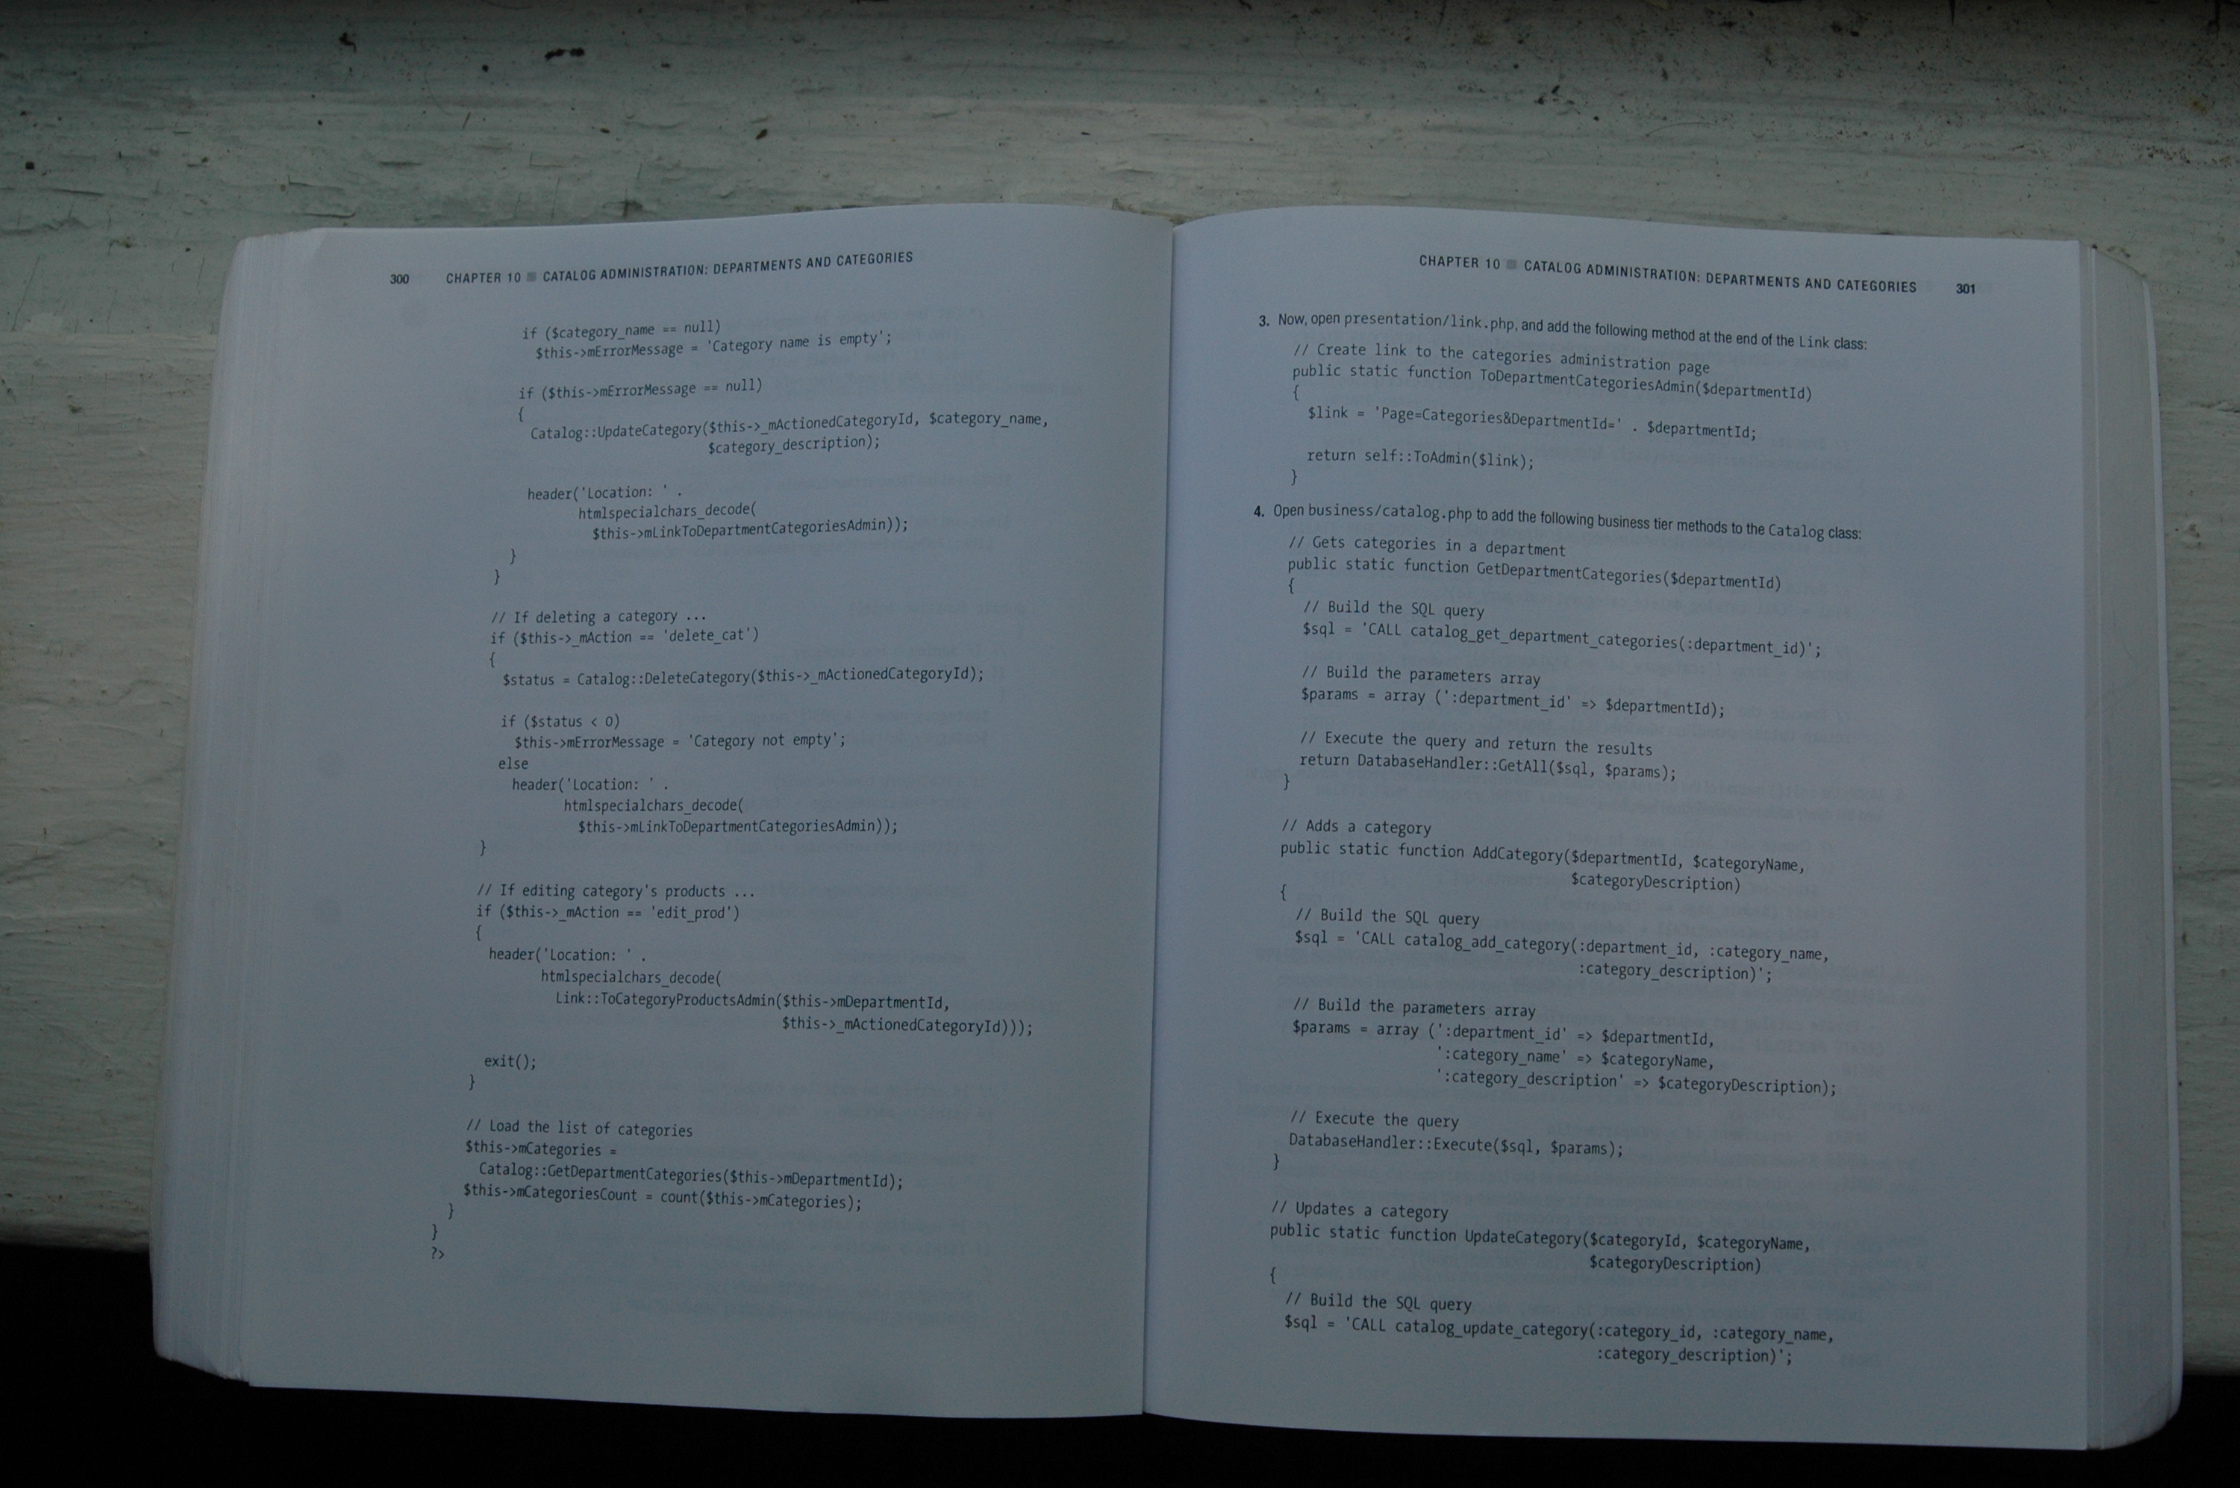 300 CHAPTER 10 ■ CATALOG ADMINISTRATION: DEPARTMENTS AND CATEGORIES
if ($category_name == null)
$this->mErrorMessage = 'Category name is empty';
if ($this->mErrorMessage == null)
{
Catalog::UpdateCategory($this->_mActionedCategoryId, $category_name,
$category_description);
header('Location: ' .
htmlspecialchars_decode(
$this->mLinkToDepartmentCategoriesAdmin));
}
}
// If deleting a category ...
if ($this->_mAction == 'delete_cat')
{
$status = Catalog::DeleteCategory($this->_mActionedCategoryId);
if ($status < 0)
$this->mErrorMessage = 'Category not empty';
else
header('Location: ' .
htmlspecialchars_decode(
$this->mLinkToDepartmentCategoriesAdmin));
}
// If editing category's products ...
if ($this->_mAction == 'edit_prod')
{
header('Location: ' .
htmlspecialchars_decode(
Link::ToCategoryProductsAdmin($this->mDepartmentId,
$this->_mActionedCategoryId)));
exit();
}
// Load the list of categories
$this->mCategories =
Catalog::GetDepartmentCategories($this->mDepartmentId);
$this->mCategoriesCount = count($this->mCategories);
}
}
?>
CHAPTER 10 ■ CATALOG ADMINISTRATION: DEPARTMENTS AND CATEGORIES 301
3. Now, open presentation/link.php, and add the following method at the end of the Link class:
// Create link to the categories administration page
public static function ToDepartmentCategoriesAdmin($departmentId)
{
$link = 'Page=Categories&DepartmentId=' . $departmentId;
return self::ToAdmin($link);
}
4. Open business/catalog.php to add the following business tier methods to the Catalog class:
// Gets categories in a department
public static function GetDepartmentCategories($departmentId)
{
// Build the SQL query
$sql = 'CALL catalog_get_department_categories(:department_id)';
// Build the parameters array
$params = array (':department_id' => $departmentId);
// Execute the query and return the results
return DatabaseHandler::GetAll($sql, $params);
}
// Adds a category
public static function AddCategory($departmentId, $categoryName,
$categoryDescription)
{
// Build the SQL query
$sql = 'CALL catalog_add_category(:department_id, :category_name,
:category_description)';
// Build the parameters array
$params = array (':department_id' => $departmentId,
':category_name' => $categoryName,
':category_description' => $categoryDescription);
// Execute the query
DatabaseHandler::Execute($sql, $params);
}
// Updates a category
public static function UpdateCategory($categoryId, $categoryName,
$categoryDescription)
{
// Build the SQL query
$sql = 'CALL catalog_update_category(:category_id, :category_name,
:category_description)';